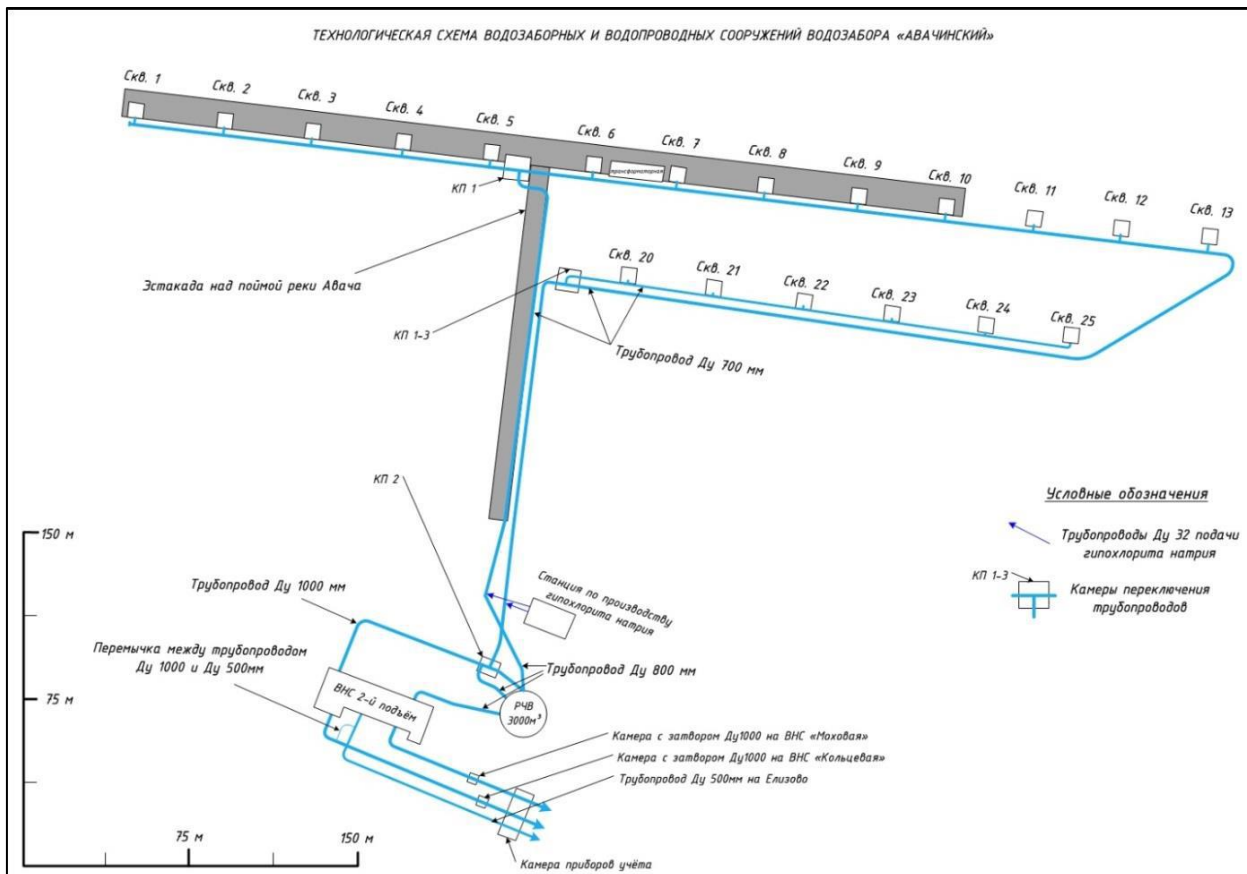 ТЕХНОЛОГИЧЕСКАЯ СХЕМА ВОДОЗАБОРНЫХ И ВОДОПРОВОДНЫХ СООРУЖЕНИЙ ВОДОЗАБОРА «АВАЧИНСКИЙ»
Скв. 1
Скв. 2
Скв. 3
Скв. 4
Скв. 5
Скв. 6
Скв. 7
Скв. 8
Скв. 9
Скв. 10
Скв. 11
Скв. 12
Скв. 13
трансформаторная
КП 1
Эстакада над поймой реки Авача
КП 1-3
Скв. 20
Скв. 21
Скв. 22
Скв. 23
Скв. 24
Скв. 25
Трубопровод Ду 700 мм
КП 2
Условные обозначения
Трубопроводы Ду 32 подачи
гипохлорита натрия
КП 1-3
Камеры переключения
трубопроводов
150 м
Трубопровод Ду 1000 мм
Станция по производству
гипохлорита
натрия
Перемычка между трубопроводом
Ду 1000 и Ду 500мм
Трубопровод Ду 800 мм
75 м
ВНС 2-й подъём
РЧВ
3000м³
Камера с затвором Ду1000 на ВНС «Моховая»
Камера с затвором Ду1000 на ВНС «Кольцевая»
Трубопровод Ду 500мм на Елизово
75 м
150 м
Камера приборов учёта